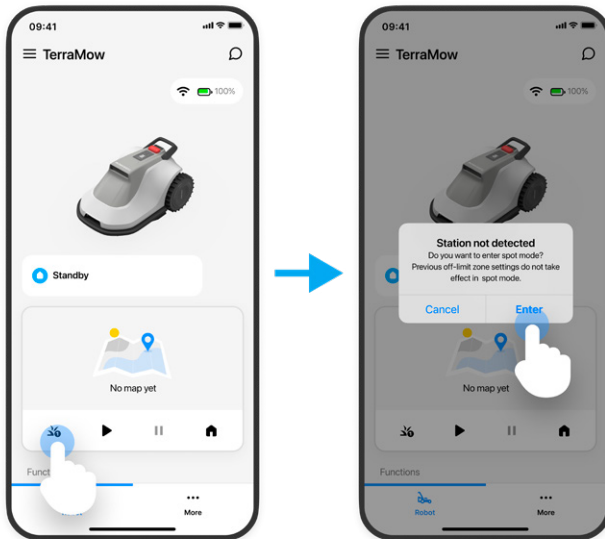 09:41
TerraMow
100%
Standby
No map yet
More
09:41
TerraMow
100%
Station not detected
Do you want to enter spot mode?
Previous off-limit zone settings do not take
effect in spot mode.
Cancel Enter
No map yet
Functions
Robot More